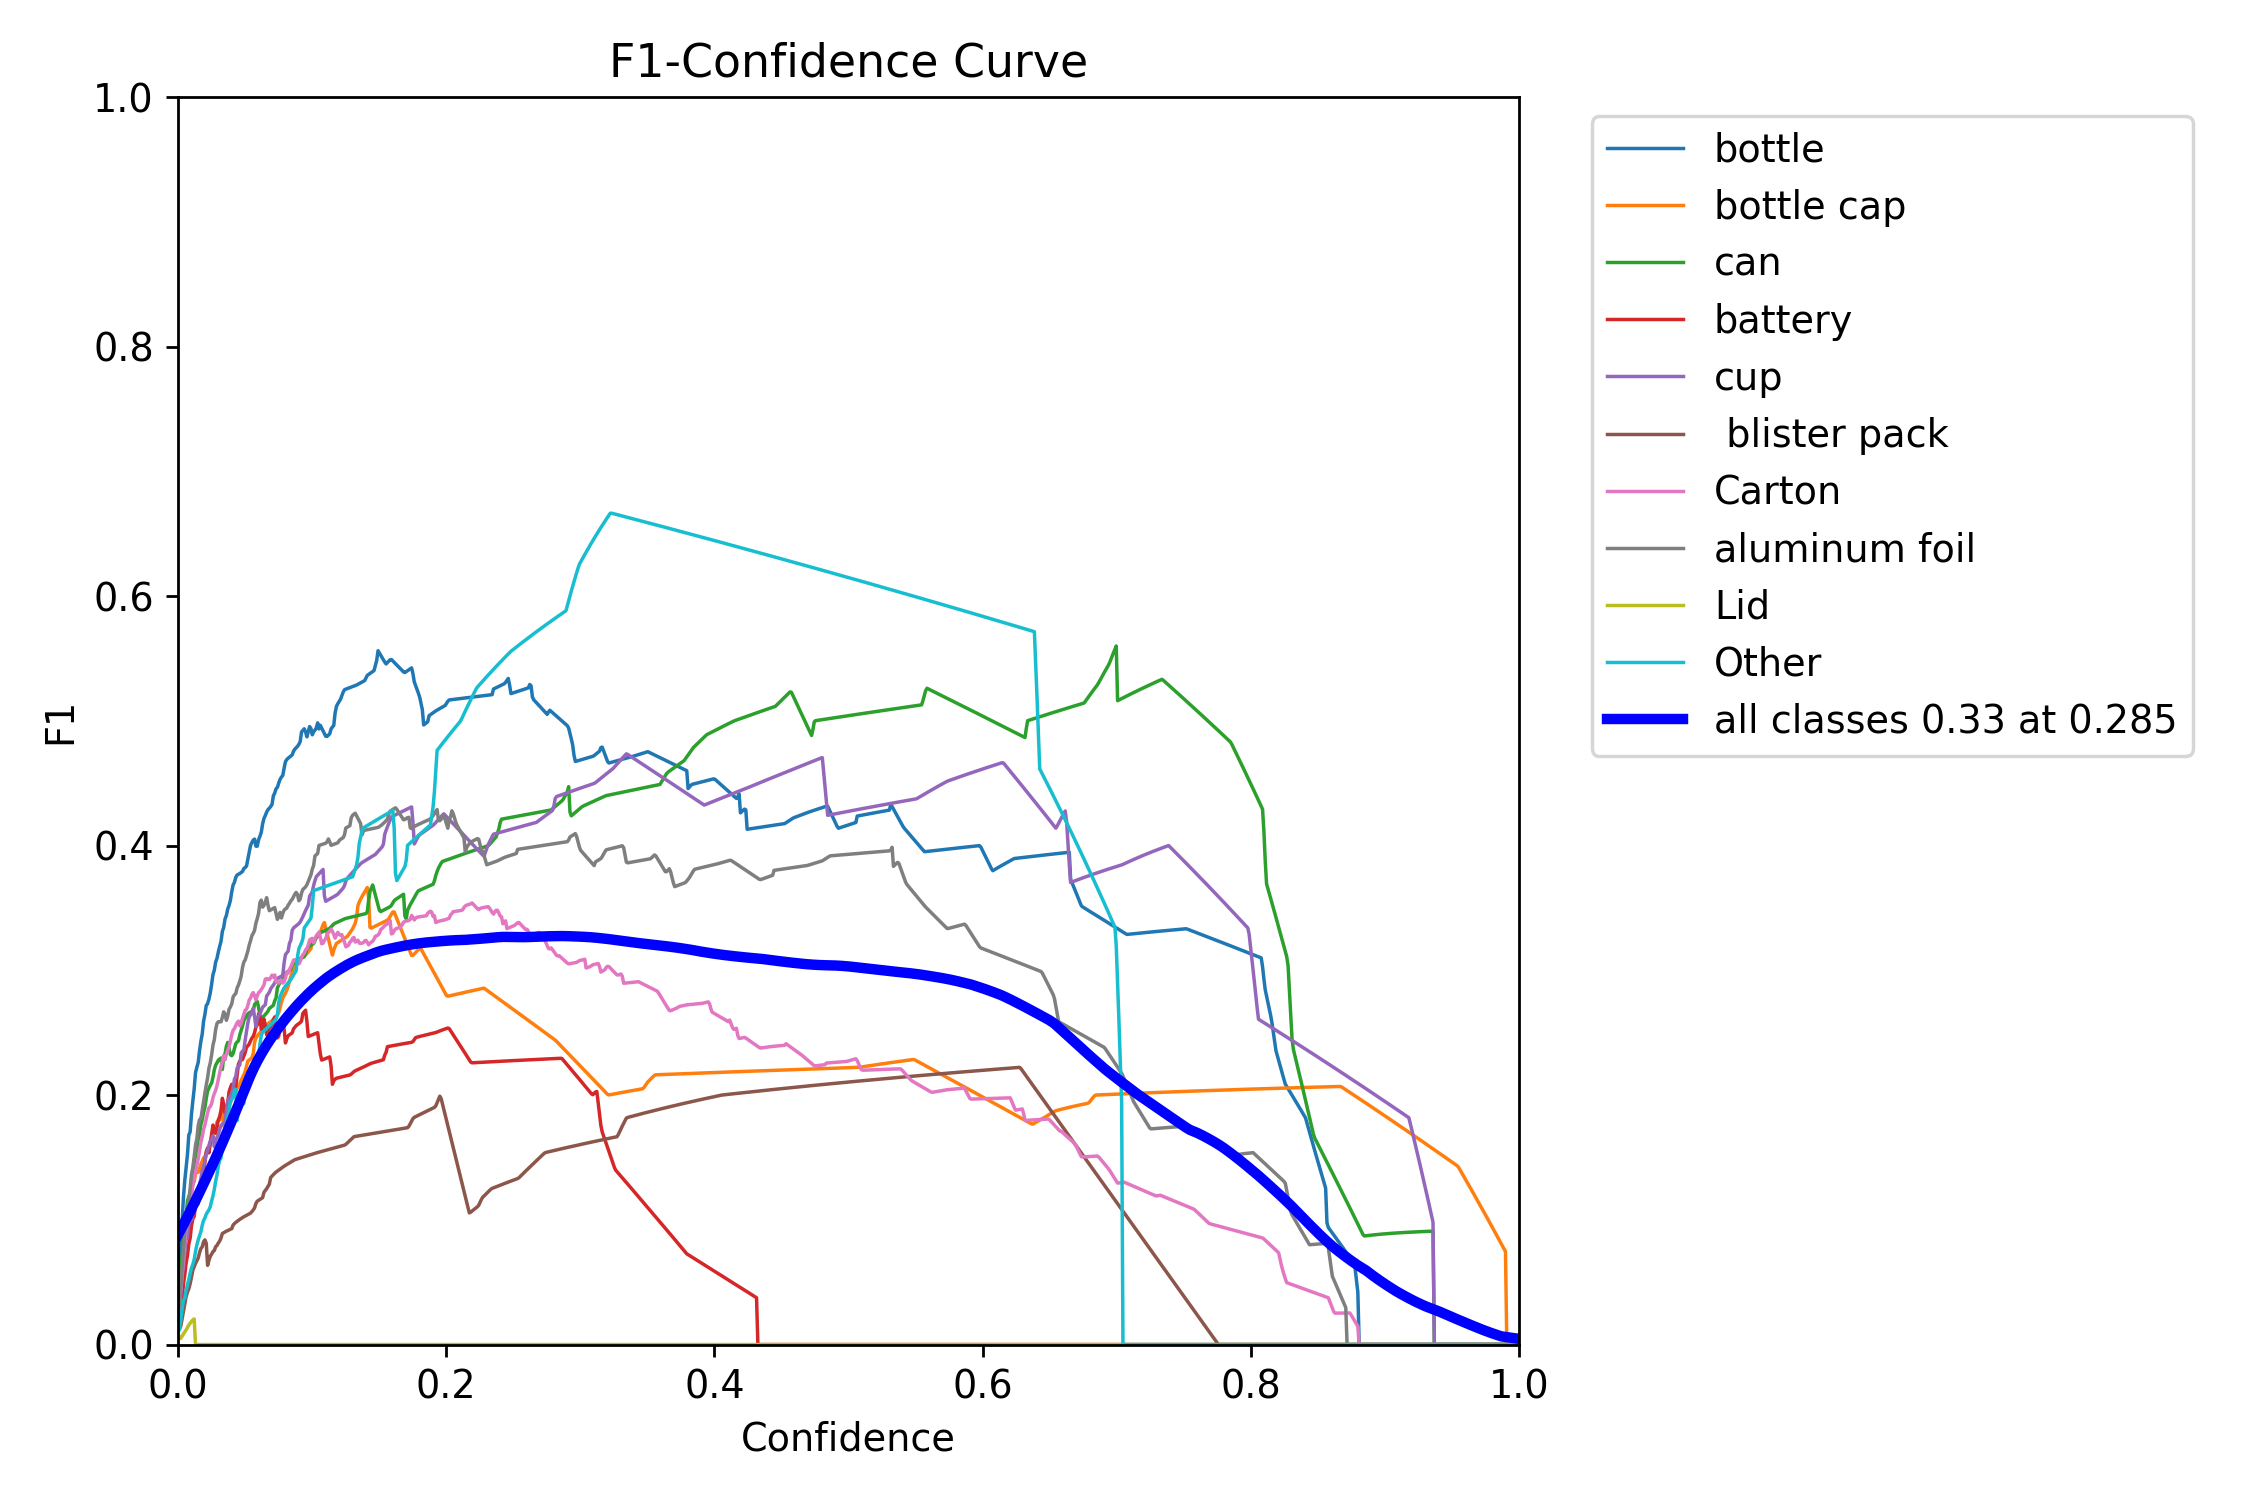 F1-Confidence Curve
1.0
0.8
0.6
0.4
0.2
0.0
F1
0.0 0.2 0.4 0.6 0.8 1.0
Confidence
bottle
bottle cap
can
battery
cup
blister pack
Carton
aluminum foil
Lid
Other
all classes 0.33 at 0.285